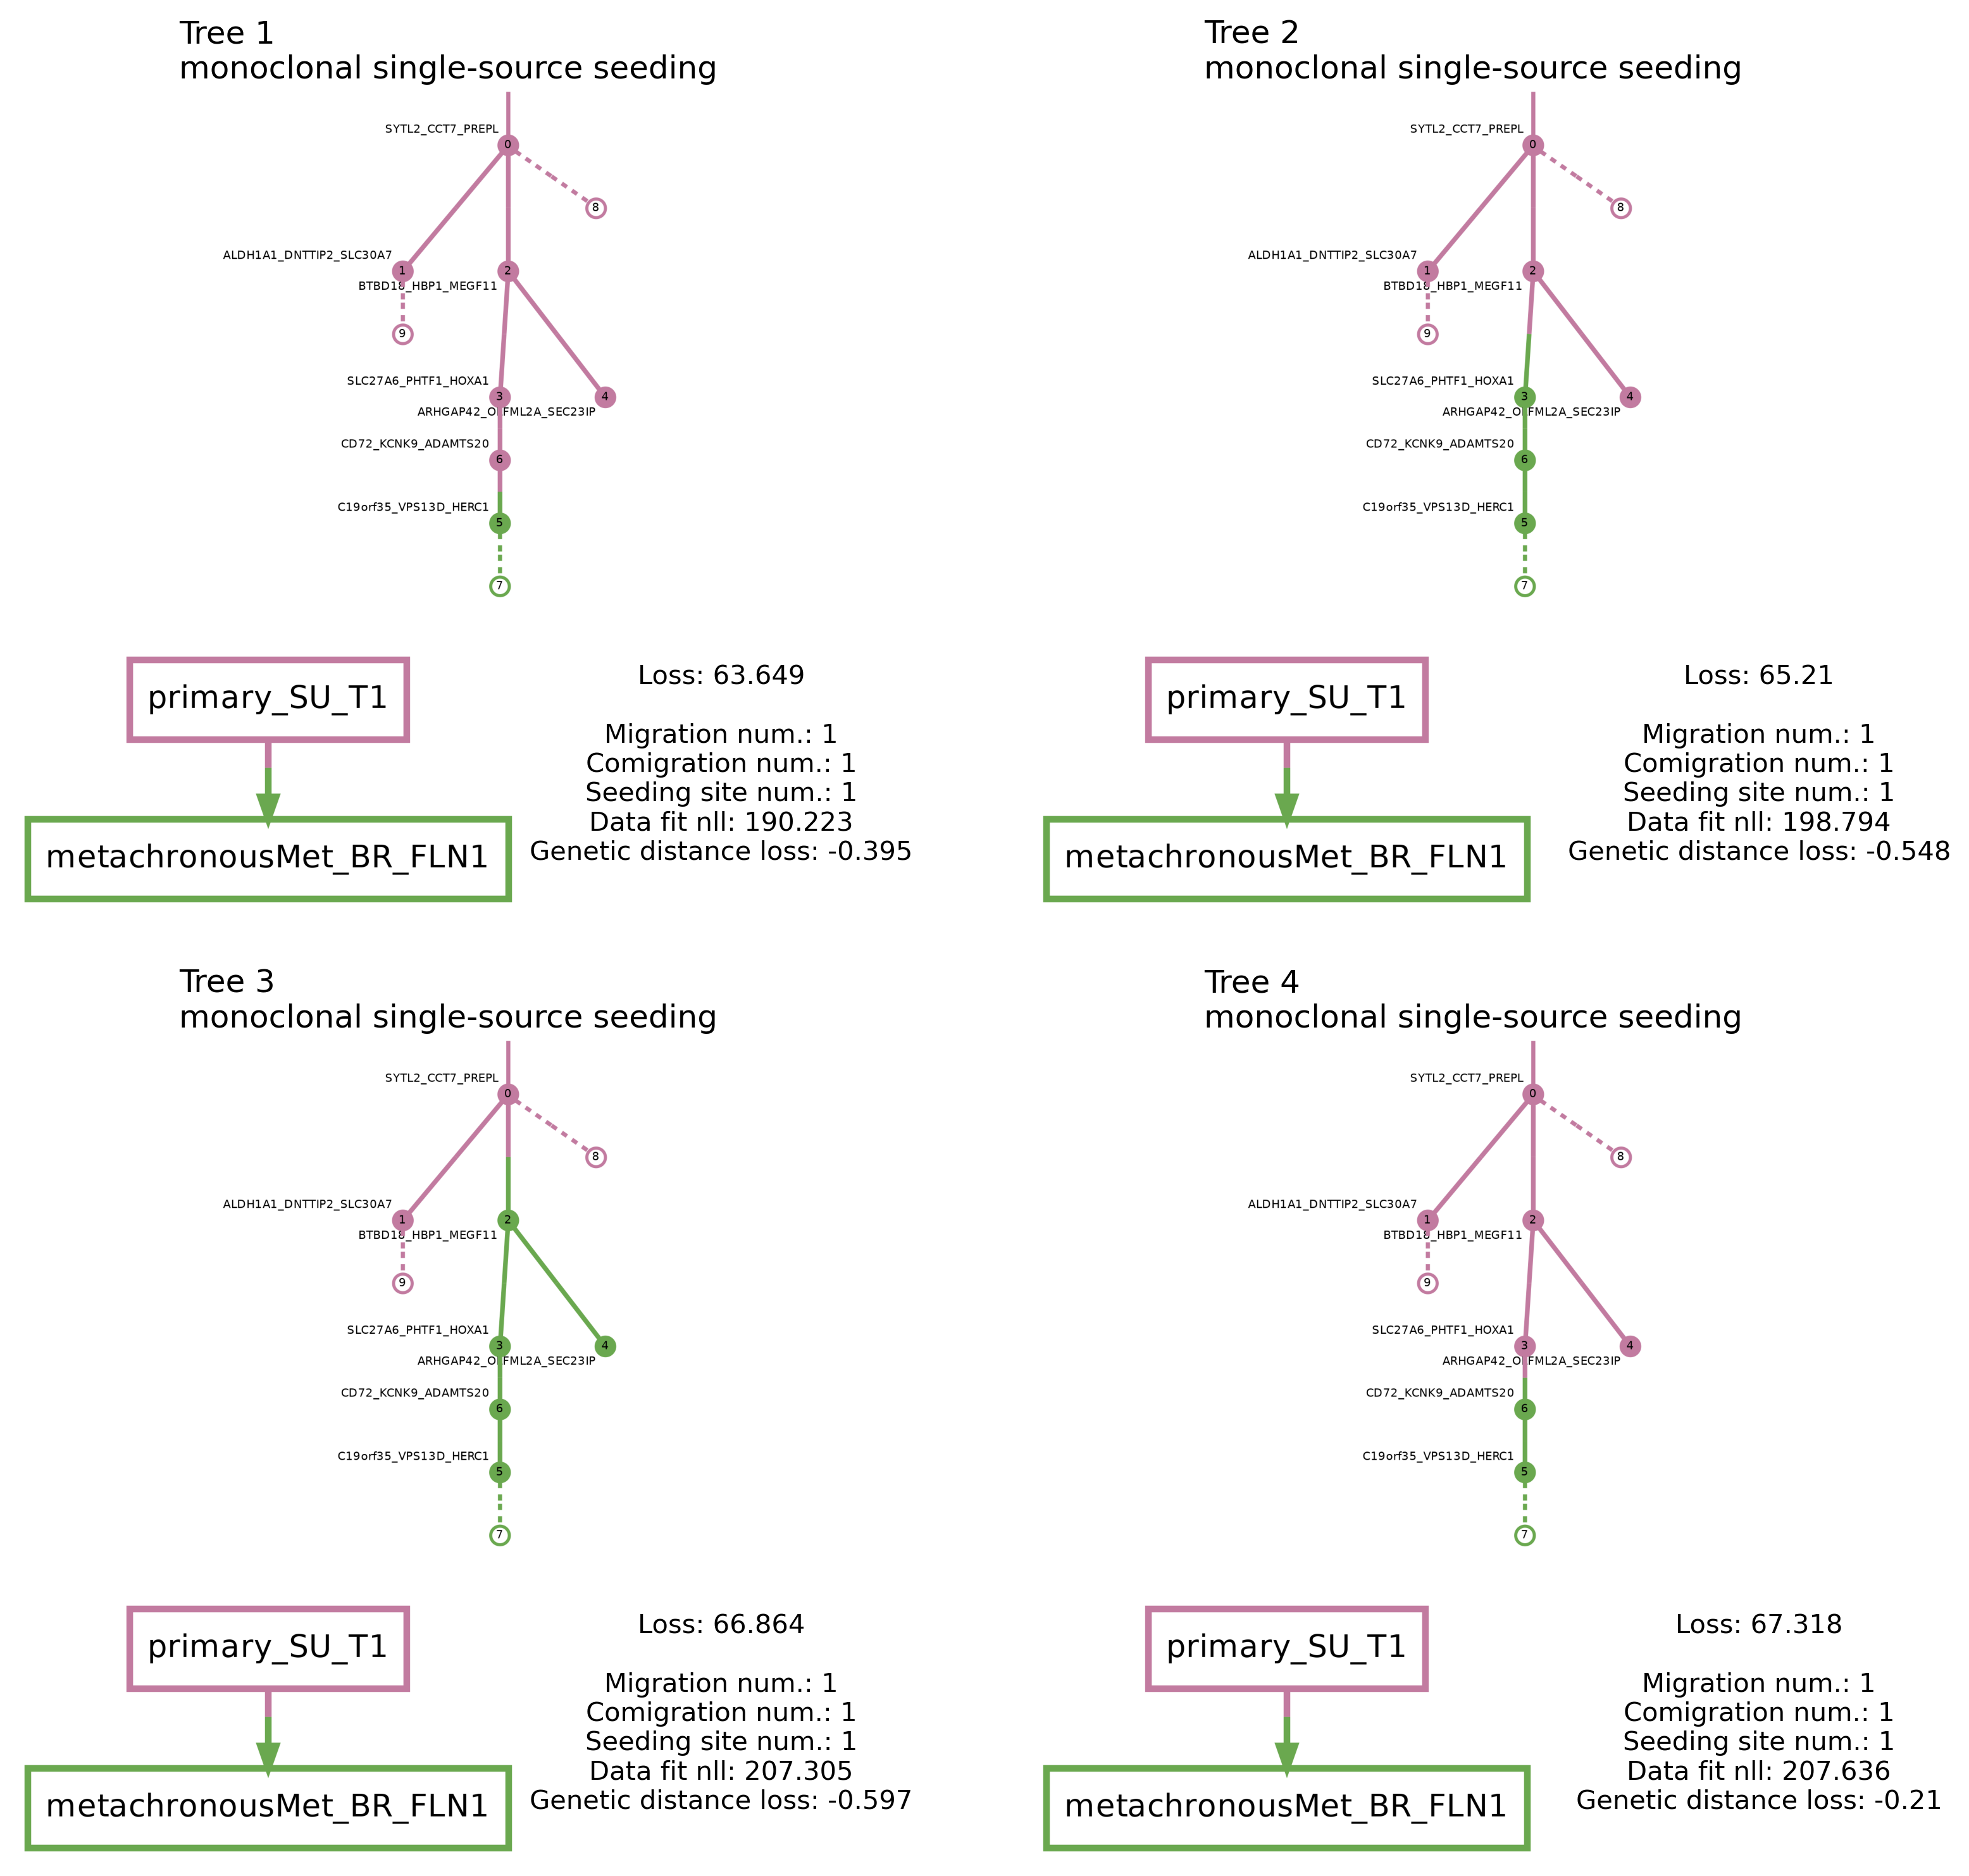 Tree 1
monoclonal single-source seeding
SYTL2_CCT7_PREPL
0
8
ALDH1A1_DNTTIP2_SLC30A7
1
2
BTBD18_HBP1_MEGF11
9
SLC27A6_PHTF1_HOXA1
3
4
ARHGAP42_OLFML2A_SEC23IP
CD72_KCNK9_ADAMTS20
6
C19orf35_VPS13D_HERC1
5
7
primary_SU_T1
metachronousMet_BR_FLN1
Loss: 63.649
Migration num.: 1
Comigration num.: 1
Seeding site num.: 1
Data fit nll: 190.223
Genetic distance loss: -0.395
Tree 2
monoclonal single-source seeding
SYTL2_CCT7_PREPL
0
8
ALDH1A1_DNTTIP2_SLC30A7
1
2
BTBD18_HBP1_MEGF11
9
SLC27A6_PHTF1_HOXA1
3
4
ARHGAP42_OLFML2A_SEC23IP
CD72_KCNK9_ADAMTS20
6
C19orf35_VPS13D_HERC1
5
7
primary_SU_T1
metachronousMet_BR_FLN1
Loss: 65.21
Migration num.: 1
Comigration num.: 1
Seeding site num.: 1
Data fit nll: 198.794
Genetic distance loss: -0.548
Tree 3
monoclonal single-source seeding
SYTL2_CCT7_PREPL
0
8
ALDH1A1_DNTTIP2_SLC30A7
1
2
BTBD18_HBP1_MEGF11
9
SLC27A6_PHTF1_HOXA1
3
4
ARHGAP42_OLFML2A_SEC23IP
CD72_KCNK9_ADAMTS20
6
C19orf35_VPS13D_HERC1
5
7
primary_SU_T1
metachronousMet_BR_FLN1
Loss: 66.864
Migration num.: 1
Comigration num.: 1
Seeding site num.: 1
Data fit nll: 207.305
Genetic distance loss: -0.597
Tree 4
monoclonal single-source seeding
SYTL2_CCT7_PREPL
0
8
ALDH1A1_DNTTIP2_SLC30A7
1
2
BTBD18_HBP1_MEGF11
9
SLC27A6_PHTF1_HOXA1
3
4
ARHGAP42_OLFML2A_SEC23IP
CD72_KCNK9_ADAMTS20
6
C19orf35_VPS13D_HERC1
5
7
primary_SU_T1
metachronousMet_BR_FLN1
Loss: 67.318
Migration num.: 1
Comigration num.: 1
Seeding site num.: 1
Data fit nll: 207.636
Genetic distance loss: -0.21